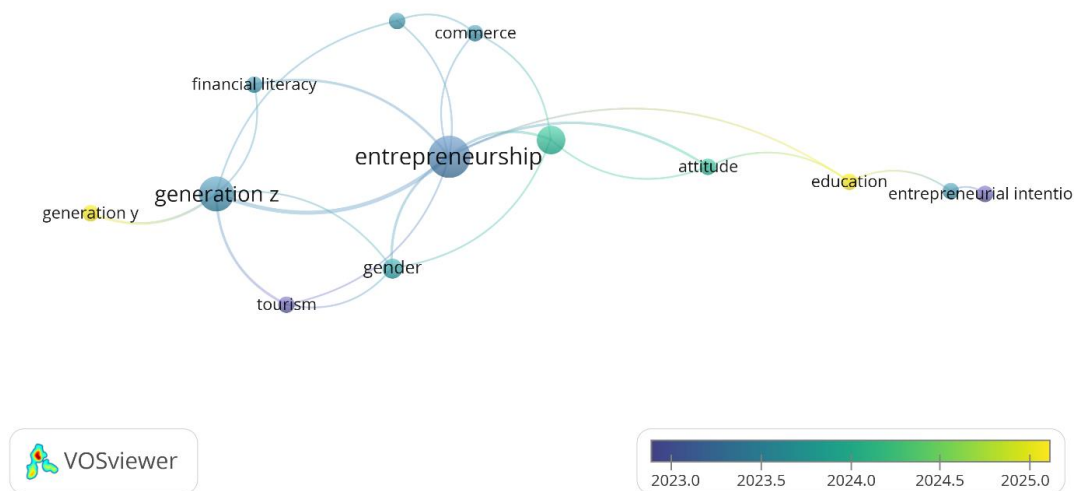 commerce
financial literacy
entrepreneurship
attitude
education
generation z
entrepreneurial intentio
generation y
gender
tourism
VOSviewer
2023.0 2023.5 2024.0 2024.5 2025.0